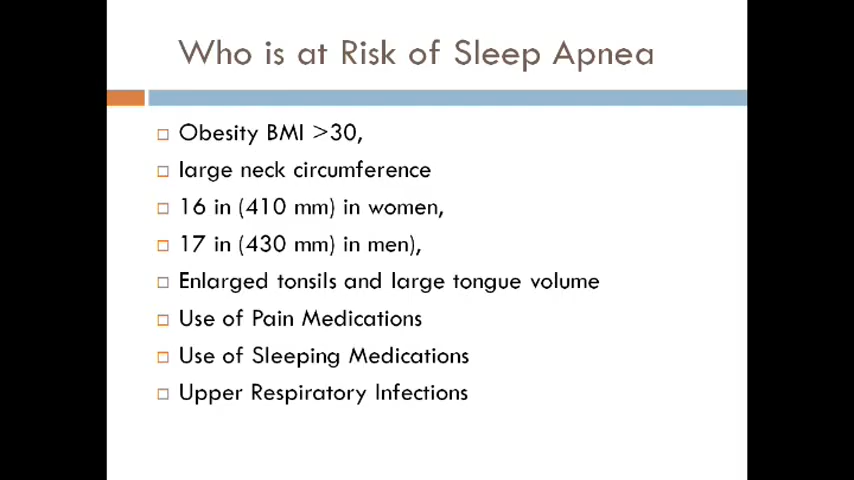 Who is at Risk of Sleep Apnea
Obesity BMI >30,
large neck circumference
16 in (410 mm) in women,
17 in (430 mm) in men),
Enlarged tonsils and large tongue volume
Use of Pain Medications
Use of Sleeping Medications
Upper Respiratory Infections